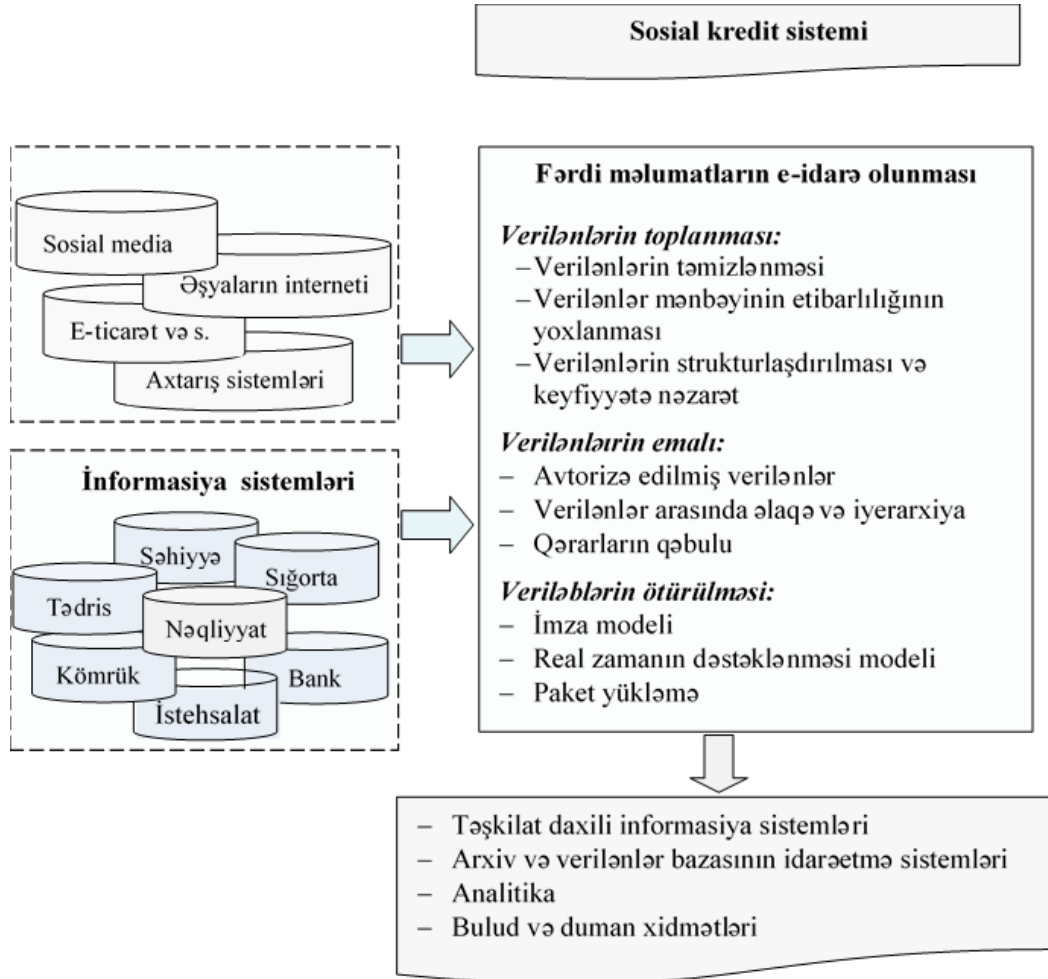 Sosial kredit sistemi
Sosial media
Əşyaların interneti
E-ticarət və s.
Axtarış sistemləri
İnformasiya sistemləri
Səhiyyə
Sığorta
Tədris
Nəqliyyat
Kömrük
Bank
İstehsalat
Fərdi məlumatların e-idarə olunması
Verilənlərin toplanması:
– Verilənlərin təmizlənməsi
– Verilənlər mənbəyinin etibarlılığının
yoxlanması
– Verilənlərin strukturlaşdırılması və
keyfiyyətə nəzarət
Verilənlaırin emalı:
– Avtorizə edilmiş verilənlər
– Verilənlər arasında əlaqə və iyerarxiya
– Qərarların qəbulu
Veriləblərin ötürülməsi:
– İmza modeli
– Real zamanın dəstəklənməsi modeli
– Paket yükləmə
– Təşkilat daxili informasiya sistemləri
– Arxiv və verilənlər bazasının idarəetmə sistemləri
– Analitika
– Bulud və duman xidmətləri